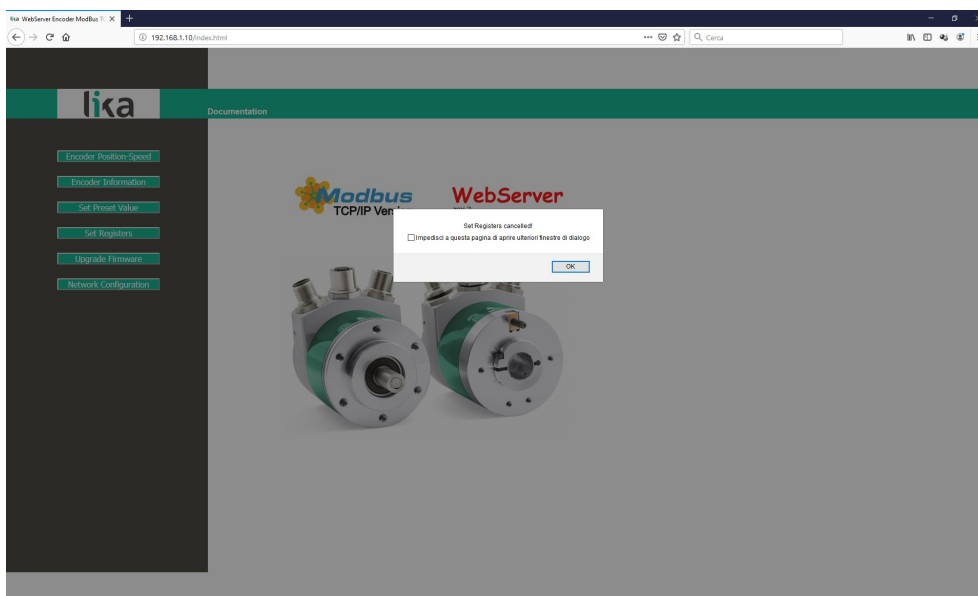 lika WebServer Encoder ModBus TC
192.168.1.10/index.html
Cerca
lika
Documentation
Encoder Position-Speed
Encoder Information
Set Preset Value
Set Registers
Upgrade Firmware
Network Configuration
Modbus
TCP/IP
WebServer
Set Registers cancelled!
Impedisci a questa pagina di aprire ulteriori finestre di dialogo
OK